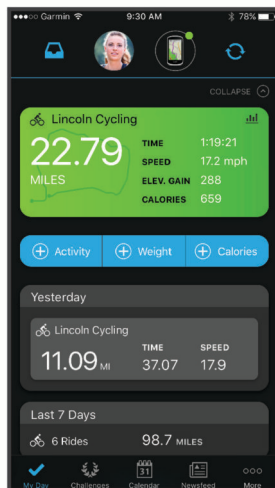 Garmin 9:30 AM 78%
COLLAPSE
Lincoln Cycling
22.79
MILES
TIME 1:19:21
SPEED 17.2 mph
ELEV. GAIN 288
CALORIES 659
Activity Weight Calories
Yesterday
Lincoln Cycling
11.09 MI
TIME SPEED
37.07 17.9
Last 7 Days
6 Rides 98.7 MILES
31
My Day Challenges Calendar Newsfeed More